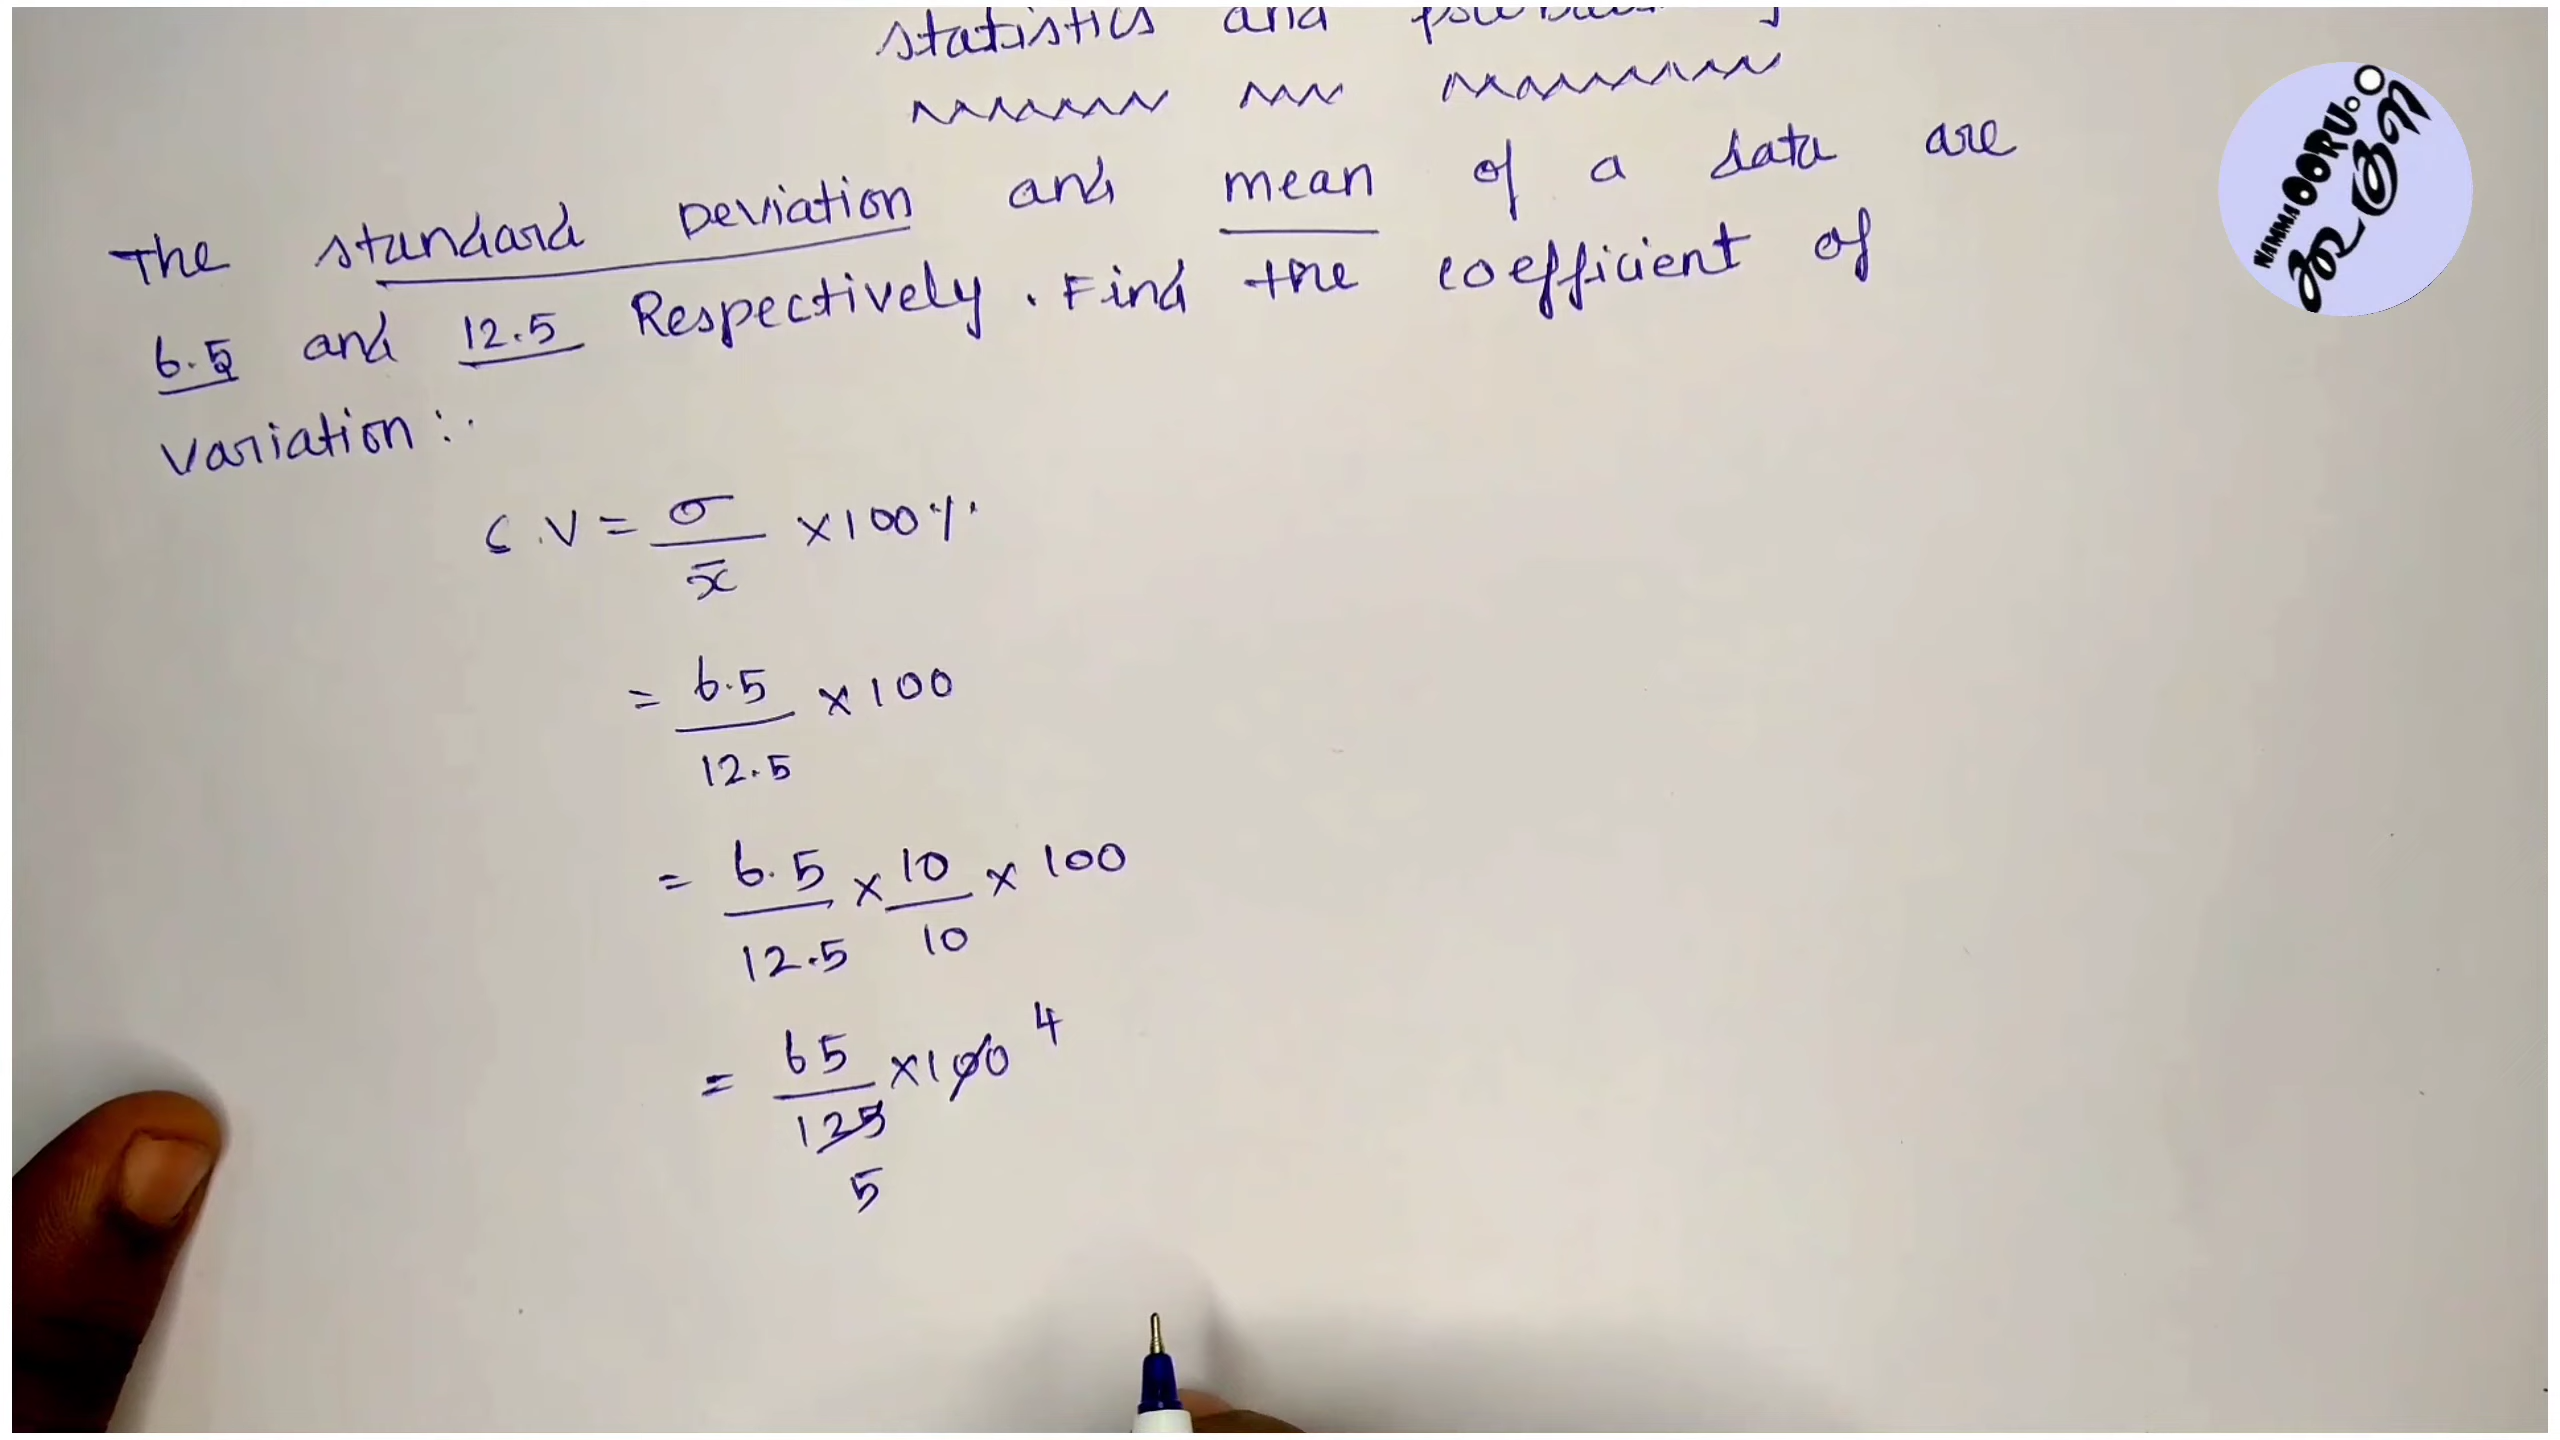 statistics and
The standard Deviation and mean of a data are
6.5 and 12.5 Respectively. Find the coefficient of
variation:.
C.V = σ/x̄ ×100%
= 6.5/12.5 ×100
= 6.5/12.5 × 10/10 × 100
= 65/125 ×100 4
5
NAMMA OORU